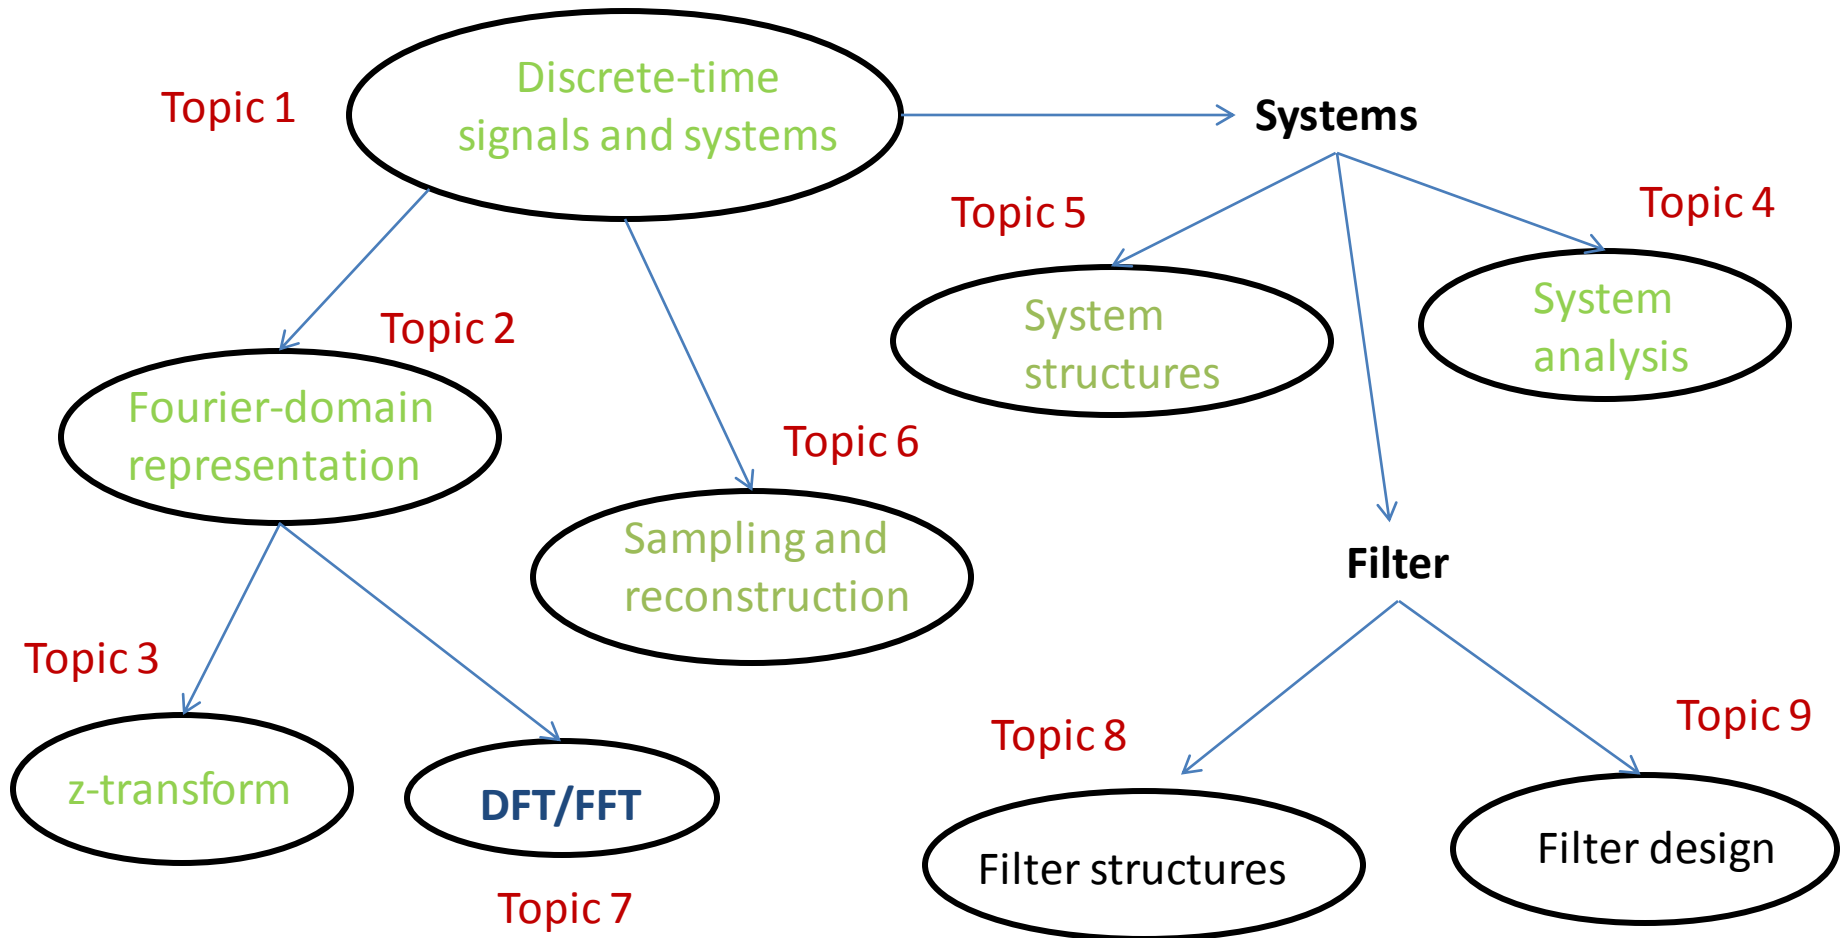 Topic 1
Discrete-time
signals and systems
Systems
Topic 5
Topic 4
System
structures
System
analysis
Topic 2
Fourier-domain
representation
Topic 6
Sampling and
reconstruction
Filter
Topic 3
z-transform
DFT/FFT
Topic 7
Topic 8
Filter structures
Topic 9
Filter design